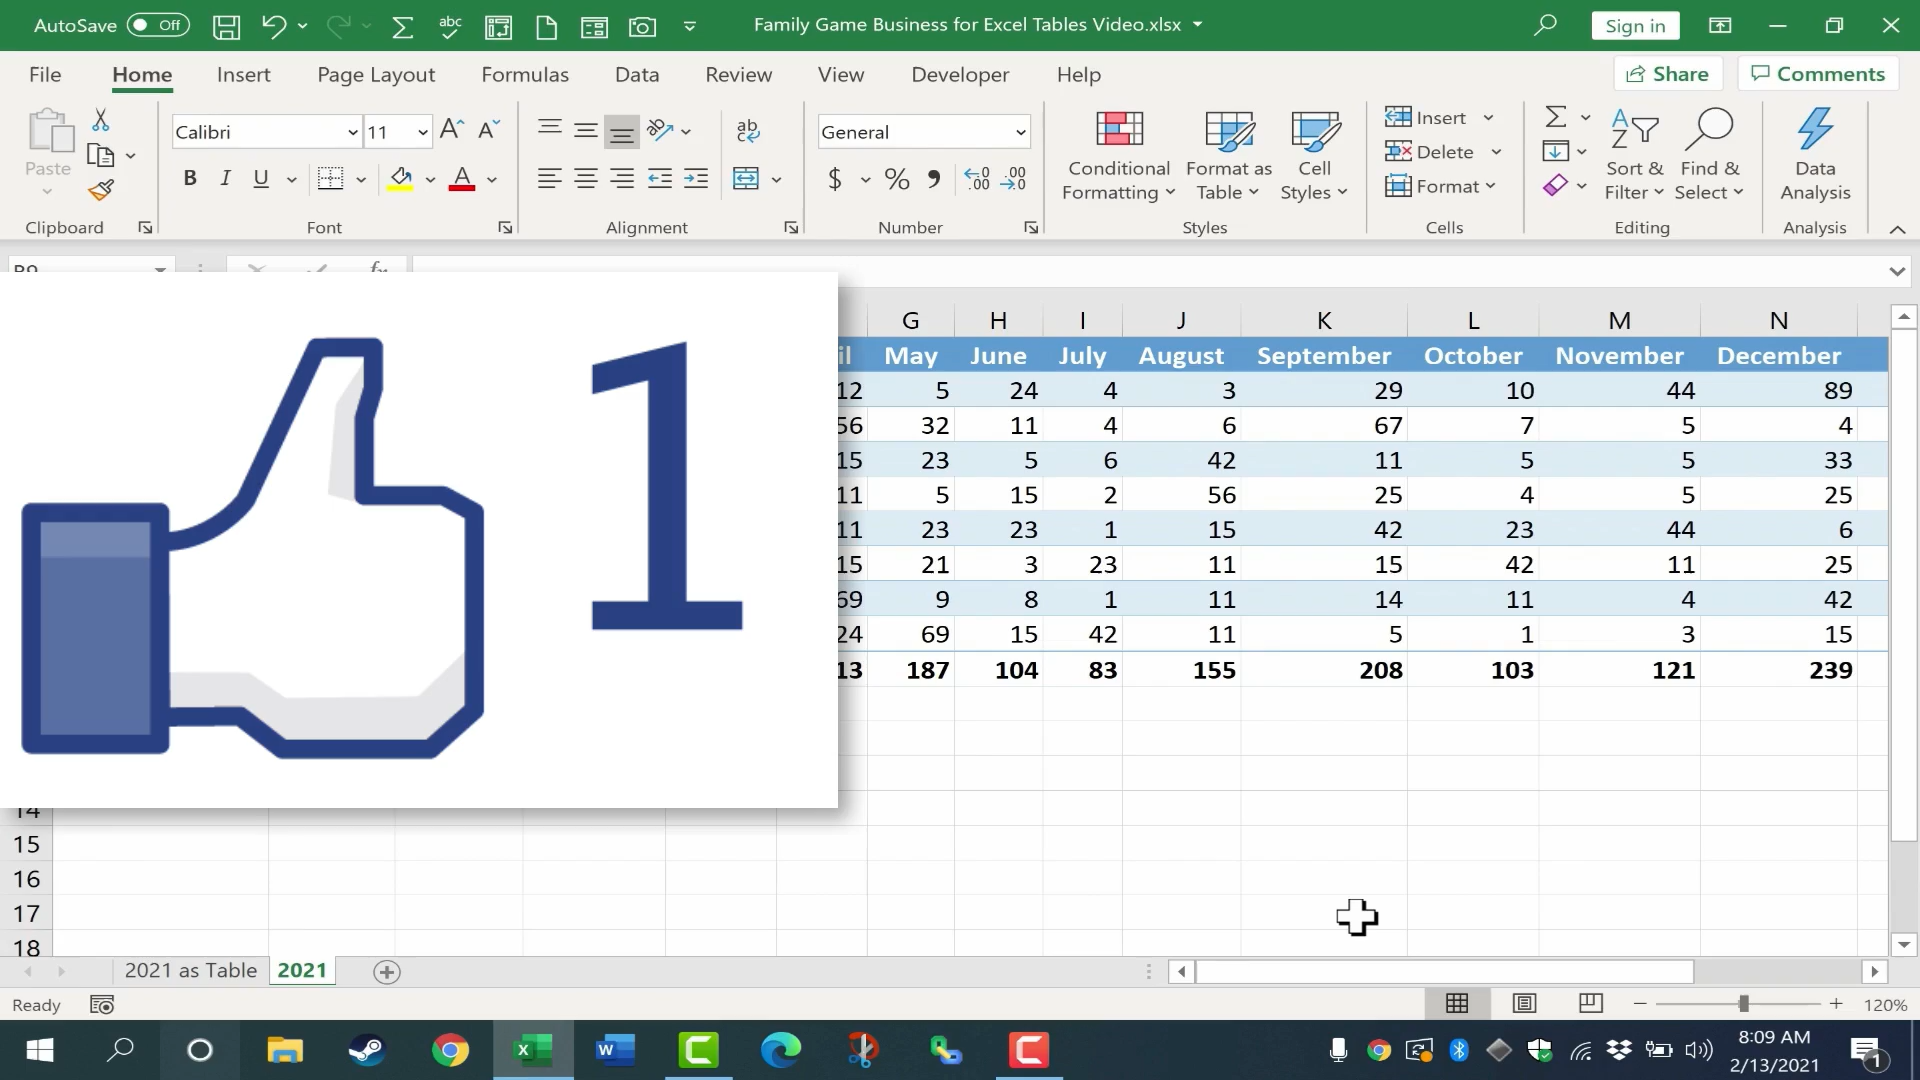 AutoSave Off abc Family Game Business for Excel Tables Video.xlsx Sign in
File Home Insert Page Layout Formulas Data Review View Developer Help Share Comments
Paste Calibri 11 A A ab General Conditional Formatting Format as Table Cell Styles Insert Delete Format Sort & Filter Find & Select Data Analysis
B I U A $ % .00 .00
Clipboard Font Alignment Number Styles Cells Editing Analysis
fx
G H I J K L M N
May June July August September October November December
12 5 24 4 3 29 10 44 89
56 32 11 4 6 67 7 5 4
15 23 5 6 42 11 5 5 33
11 5 15 2 56 25 4 5 25
11 23 23 1 15 42 23 44 6
15 21 3 23 11 15 42 11 25
69 9 8 1 11 14 11 4 42
24 69 15 42 11 5 1 3 15
13 187 104 83 155 208 103 121 239
1
14
15
16
17
18
2021 as Table 2021
Ready 120%
8:09 AM
2/13/2021
1